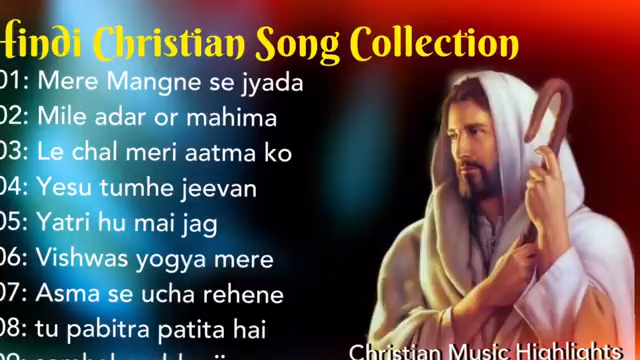 Hindi Christian Song Collection
01: Mere Mangne se jyada
02: Mile adar or mahima
03: Le chal meri aatma ko
04: Yesu tumhe jeevan
05: Yatri hu mai jag
06: Vishwas yogya mere
07: Asma se ucha rehene
08: tu pabitra patita hai
Christian Music Highlights